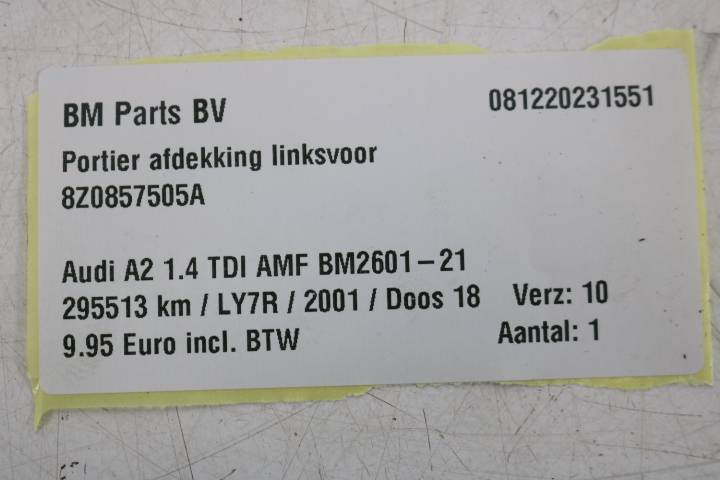 BM Parts BV 081220231551
Portier afdekking linksvoor
8Z0857505A
Audi A2 1.4 TDI AMF BM2601-21
295513 km / LY7R / 2001 / Doos 18 Verz: 10
9.95 Euro incl. BTW Aantal: 1